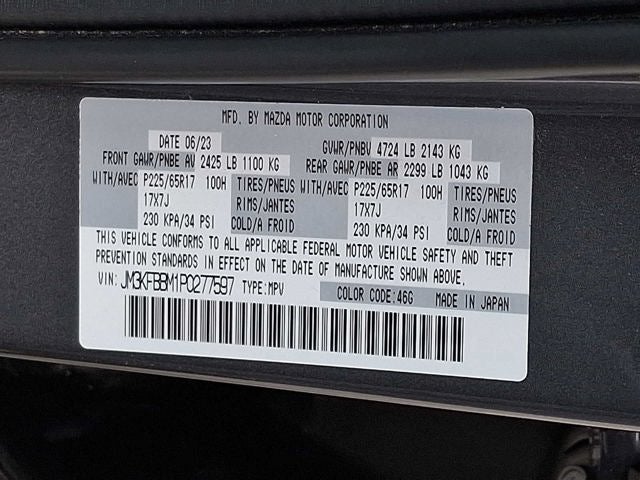 MFD. BY MAZDA MOTOR CORPORATION
DATE 06/23 GVWR/PNBV 4724 LB 2143 KG
FRONT GAWR/PNBE AV 2425 LB 1100 KG REAR GAWR/PNBE AR 2299 LB 1043 KG
WITH/AVEC P225/65R17 100H TIRES/PNEUS WITH/AVEC P225/65R17 100H TIRES/PNEUS
17X7J RIMS/JANTES 17X7J RIMS/JANTES
230 KPA/34 PSI COLD/A FROID 230 KPA/34 PSI COLD/A FROID
THIS VEHICLE CONFORMS TO ALL APPLICABLE FEDERAL MOTOR VEHICLE SAFETY AND THEFT
PREVENTION STANDARDS IN EFFECT ON THE DATE OF MANUFACTURE SHOWN ABOVE.
VIN: JM3KFBBM1P0277597 TYPE:MPV COLOR CODE:46G MADE IN JAPAN